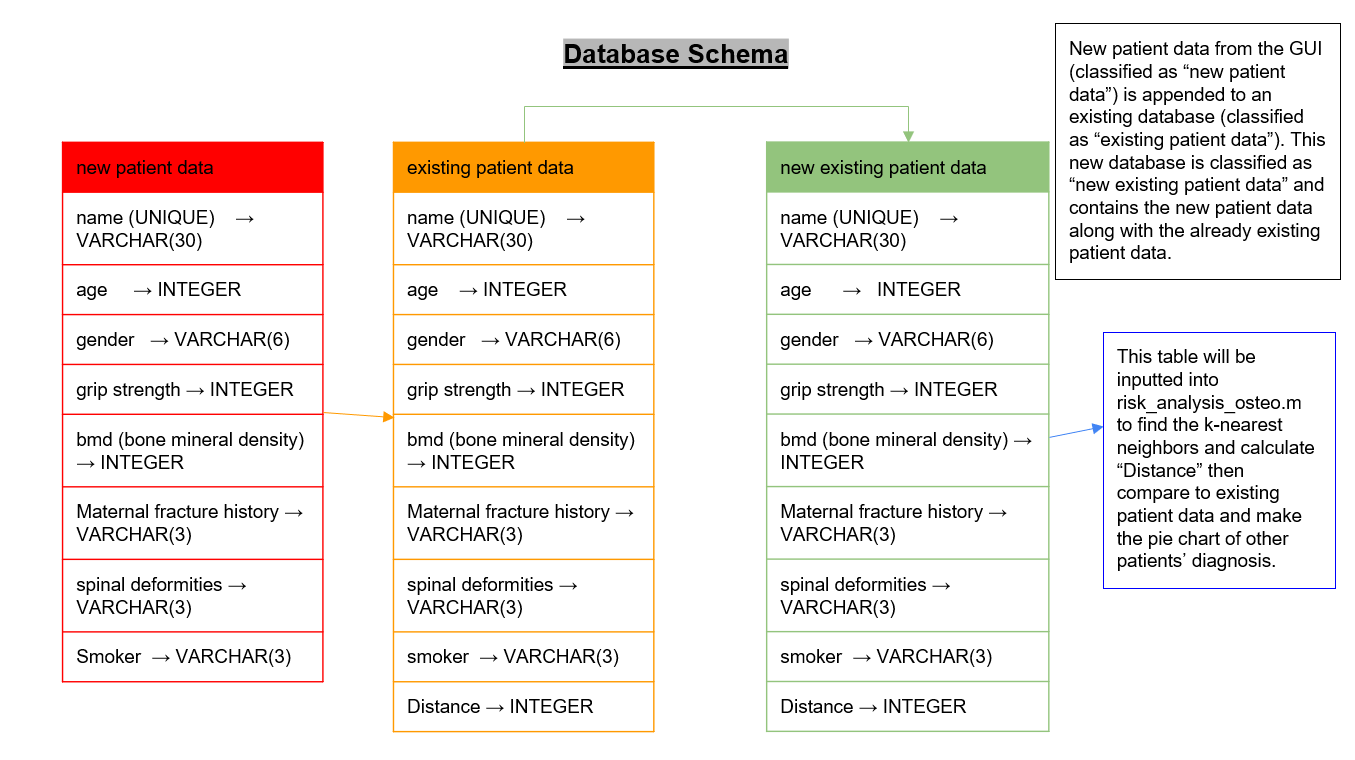 Database Schema
new patient data
name (UNIQUE) →
VARCHAR(30)
age → INTEGER
gender → VARCHAR(6)
grip strength → INTEGER
bmd (bone mineral density)
→ INTEGER
Maternal fracture history →
VARCHAR(3)
spinal deformities →
VARCHAR(3)
Smoker → VARCHAR(3)
existing patient data
name (UNIQUE) →
VARCHAR(30)
age → INTEGER
gender → VARCHAR(6)
grip strength → INTEGER
bmd (bone mineral density)
→ INTEGER
Maternal fracture history →
VARCHAR(3)
spinal deformities →
VARCHAR(3)
smoker → VARCHAR(3)
Distance → INTEGER
new existing patient data
name (UNIQUE) →
VARCHAR(30)
age → INTEGER
gender → VARCHAR(6)
grip strength → INTEGER
bmd (bone mineral density) →
INTEGER
Maternal fracture history →
VARCHAR(3)
spinal deformities →
VARCHAR(3)
smoker → VARCHAR(3)
Distance → INTEGER
New patient data from the GUI
(classified as “new patient
data”) is appended to an
existing database (classified
as “existing patient data”). This
new database is classified as
“new existing patient data” and
contains the new patient data
along with the already existing
patient data.
This table will be
inputted into
risk_analysis_osteo.m
to find the k-nearest
neighbors and calculate
“Distance” then
compare to existing
patient data and make
the pie chart of other
patients’ diagnosis.